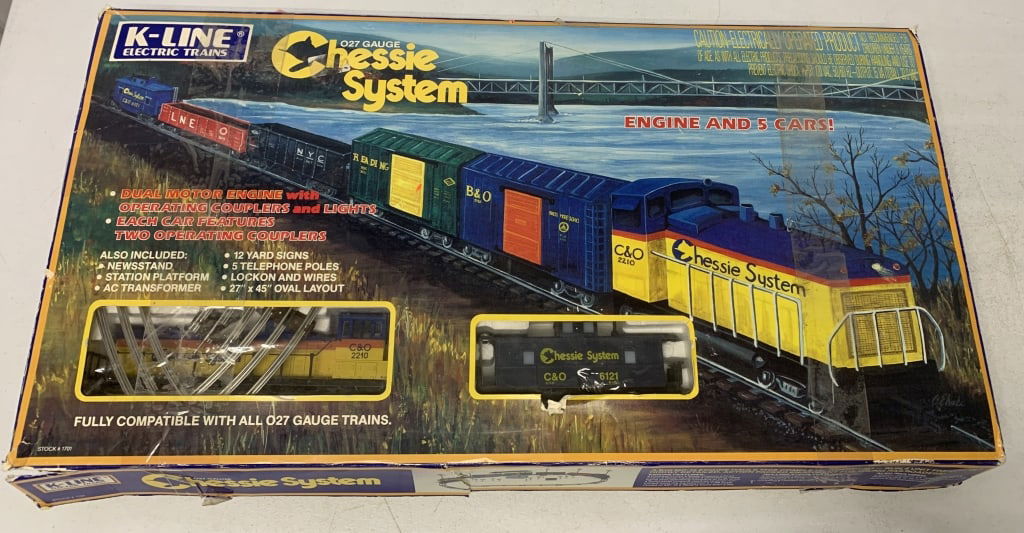 K-LINE®
ELECTRIC TRAINS
O27 GAUGE
Chessie
System
CAUTION-ELECTRICALLY OPERATED PRODUCT
ENGINE AND 5 CARS!
LNE
NYC
READING
B&O
C&O
2210
Chessie System
• DUAL MOTOR ENGINE with
OPERATING COUPLERS and LIGHTS
• EACH CAR FEATURES
TWO OPERATING COUPLERS
ALSO INCLUDED:
• NEWSSTAND
• STATION PLATFORM
• AC TRANSFORMER
• 12 YARD SIGNS
• 5 TELEPHONE POLES
• LOCKON AND WIRES
• 27" x 45" OVAL LAYOUT
C&O
2210
Chessie System
C&O 6121
FULLY COMPATIBLE WITH ALL O27 GAUGE TRAINS.
STOCK # 1701
K-LINE
Chessie System